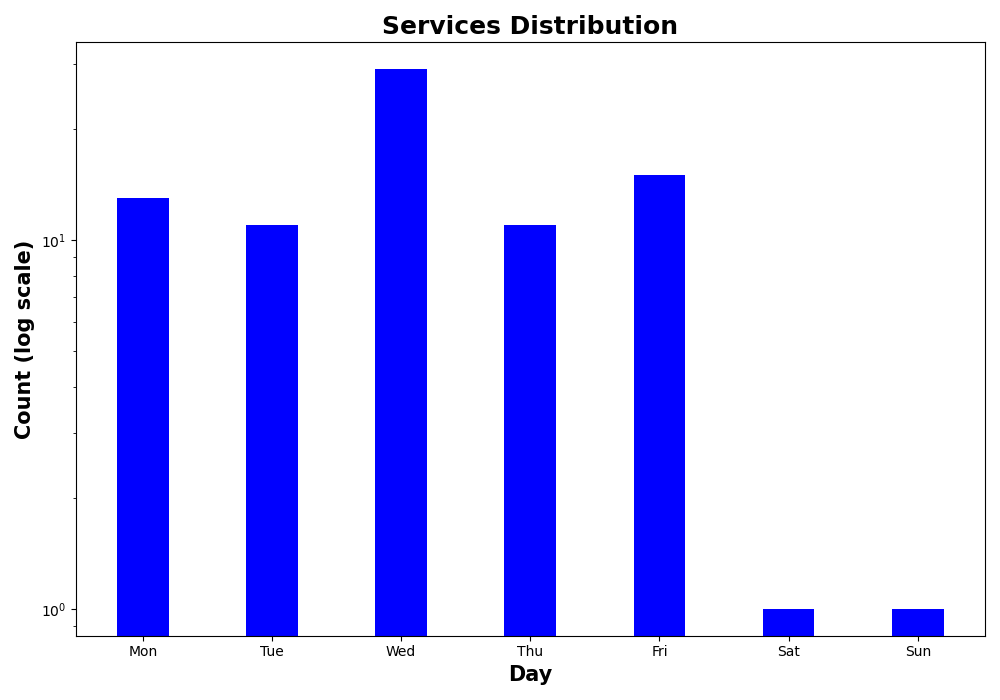 Services Distribution
Count (log scale)
10¹
10⁰
Mon Tue Wed Thu Fri Sat Sun
Day